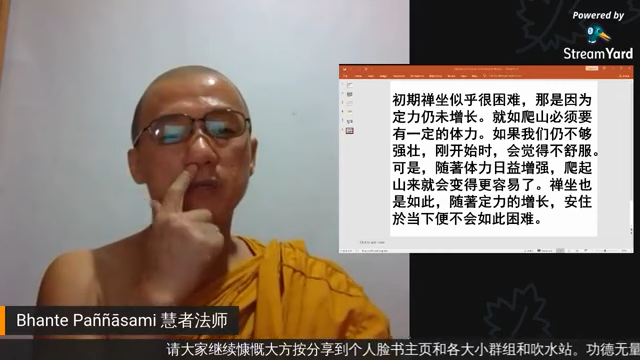 Powered by
StreamYard
初期禅坐似乎很困难，那是因为
定力仍未增长。就如爬山必须要
有一定的体力。如果我们仍不够
强壮，刚开始时，会觉得不舒服。
可是，随著体力日益增强，爬起
山来就会变得更容易了。禅坐也
是如此，随著定力的增长，安住
於当下便不会如此困难。
Bhante Paññāsami 慧者法师
请大家继续慷慨大方按分享到个人脸书主页和各大小群组和吹水站。功德无量